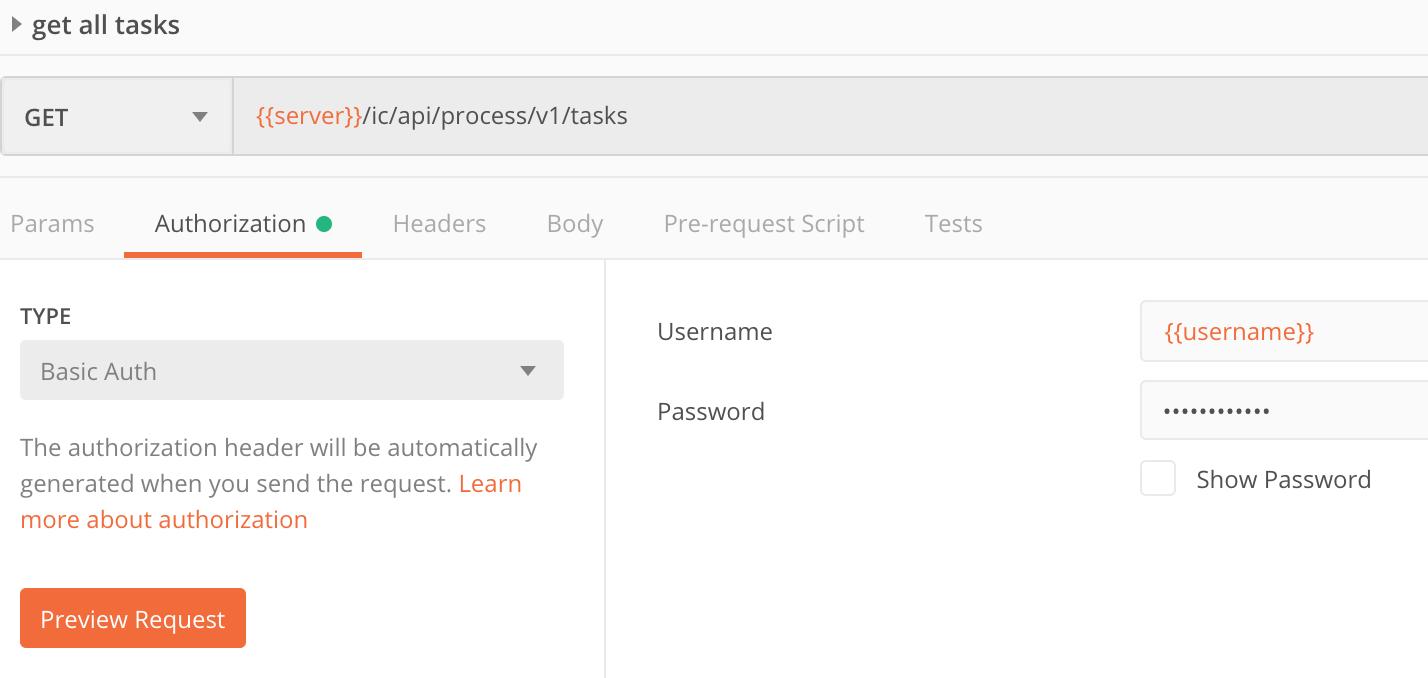 get all tasks
GET
{{server}}/ic/api/process/v1/tasks
Params Authorization Headers Body Pre-request Script Tests
TYPE
Basic Auth
The authorization header will be automatically
generated when you send the request. Learn
more about authorization
Preview Request
Username
{{username}}
Password
••••••••••••
Show Password